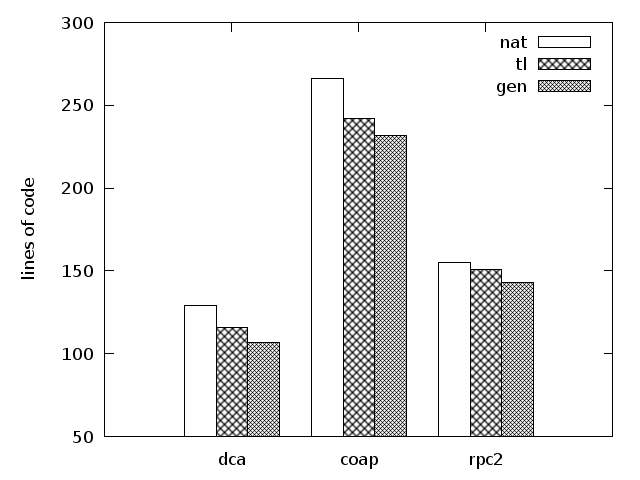 300
250
200
150
100
50
lines of code
nat
tl
gen
dca coap rpc2